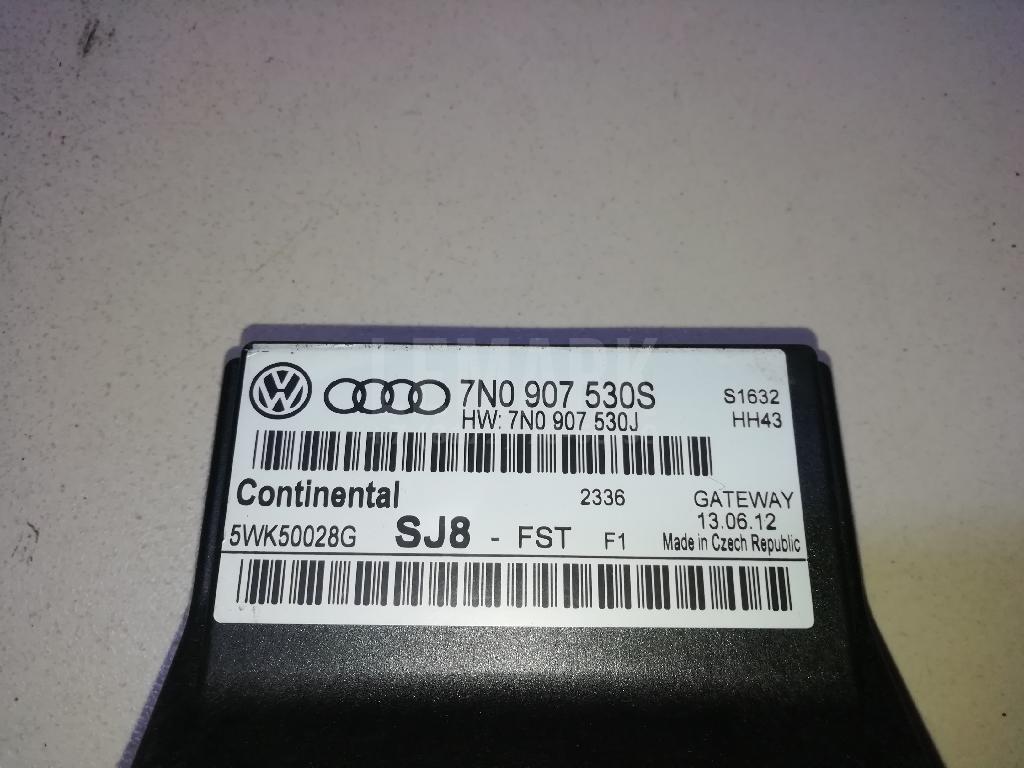 LEMARK
7N0 907 530S
S1632
HW: 7N0 907 530J
HH43
Continental
2336
GATEWAY
13.06.12
5WK50028G SJ8 - FST F1 Made in Czech Republic